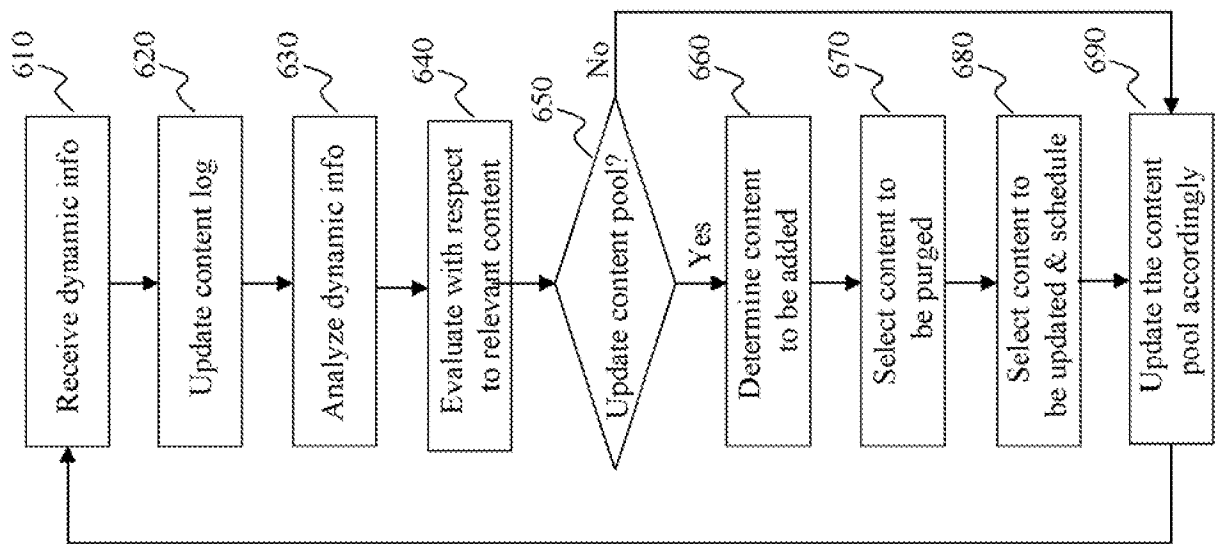 610
Receive dynamic info
620
Update content log
630
Analyze dynamic info
640
Evaluate with respect
to relevant content
650
Update content pool?
No
Yes
660
Determine content
to be added
670
Select content to
be purged
680
Select content to
be updated & schedule
690
Update the content
pool accordingly